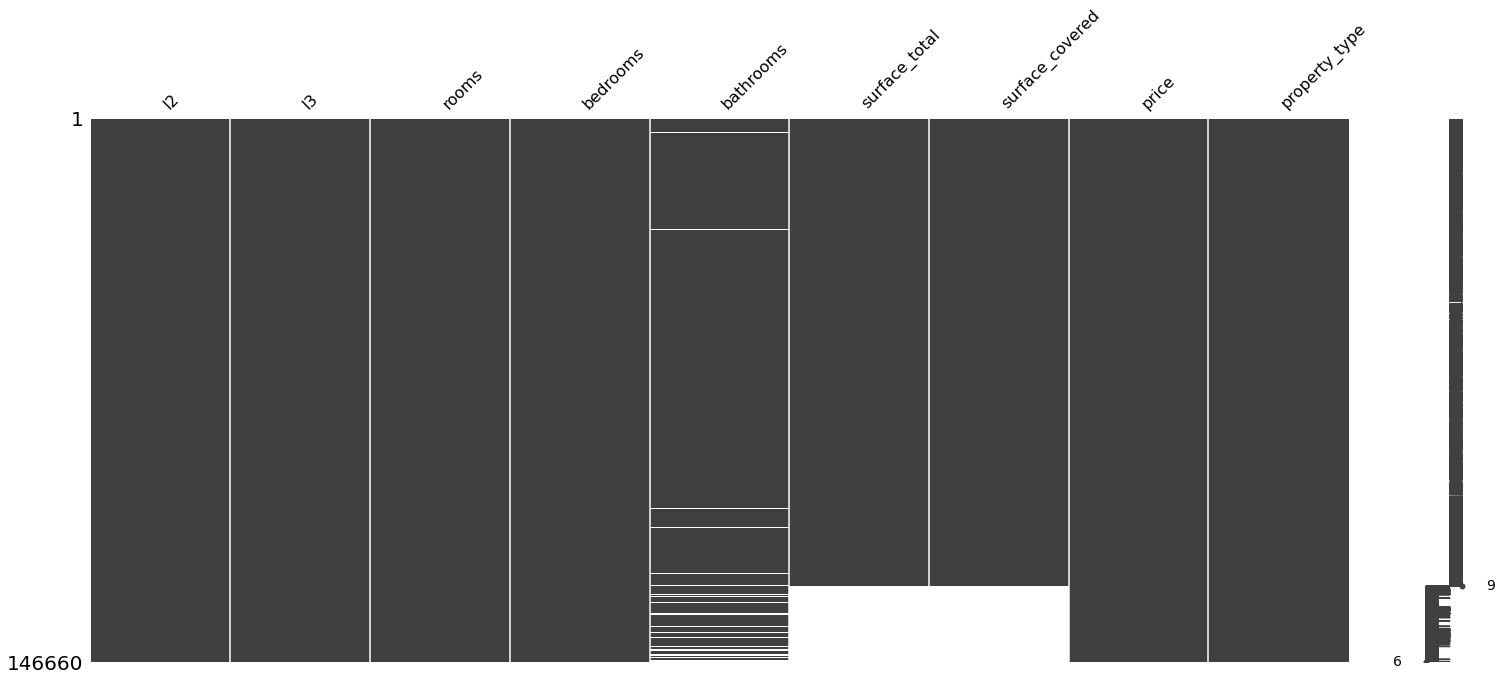 l2
l3
rooms
bedrooms
bathrooms
surface_total
surface_covered
price
property_type
1
9
146660
6